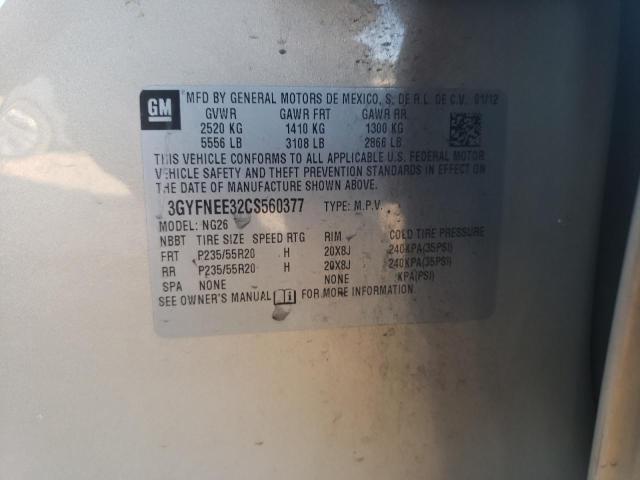 GM
MFD BY GENERAL MOTORS DE MEXICO, S. DE R.L. DE C.V. 01/12
GVWR GAWR FRT GAWR RR
2520 KG 1410 KG 1300 KG
5556 LB 3108 LB 2866 LB
THIS VEHICLE CONFORMS TO ALL APPLICABLE U.S. FEDERAL MOTOR
VEHICLE SAFETY AND THEFT PREVENTION STANDARDS IN EFFECT ON
THE DATE OF MANUFACTURE SHOWN ABOVE.
3GYFNEE32CS560377 TYPE: M.P.V.
MODEL: NG26
NBBT TIRE SIZE SPEED RTG RIM COLD TIRE PRESSURE
FRT P235/55R20 H 20X8J 240KPA(35PSI)
RR P235/55R20 H 20X8J 240KPA(35PSI)
SPA NONE NONE KPA(PSI)
SEE OWNER'S MANUAL FOR MORE INFORMATION.